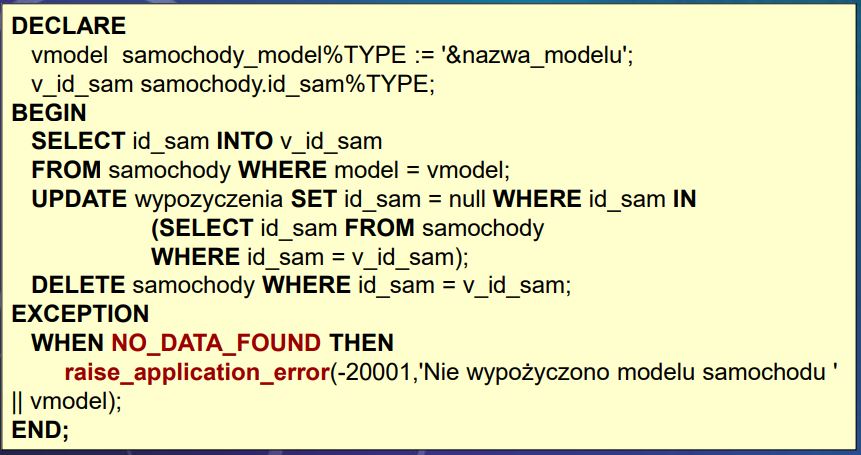 DECLARE
vmodel samochody_model%TYPE := '&nazwa_modelu';
v_id_sam samochody.id_sam%TYPE;
BEGIN
SELECT id_sam INTO v_id_sam
FROM samochody WHERE model = vmodel;
UPDATE wypozyczenia SET id_sam = null WHERE id_sam IN
(SELECT id_sam FROM samochody
WHERE id_sam = v_id_sam);
DELETE samochody WHERE id_sam = v_id_sam;
EXCEPTION
WHEN NO_DATA_FOUND THEN
raise_application_error(-20001,'Nie wypożyczono modelu samochodu '
|| vmodel);
END;